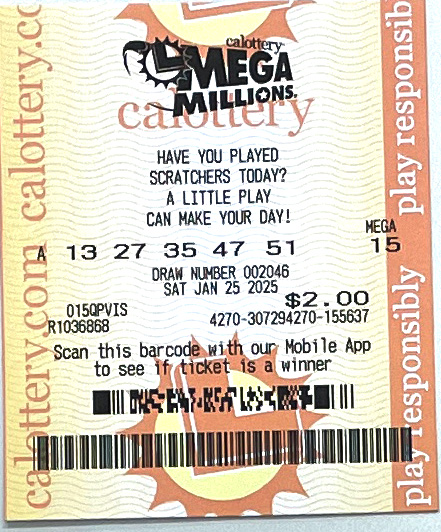 calottery
MEGA
MILLIONS.
calottery
HAVE YOU PLAYED
SCRATCHERS TODAY?
A LITTLE PLAY
CAN MAKE YOUR DAY!
MEGA
A 13 27 35 47 51 15
DRAW NUMBER 002046
SAT JAN 25 2025
$2.00
015QPVIS
R1036868 4270-307294270-155637
Scan this barcode with our Mobile App
to see if ticket is a winner
calottery.com calottery.c
play responsibly play responsib